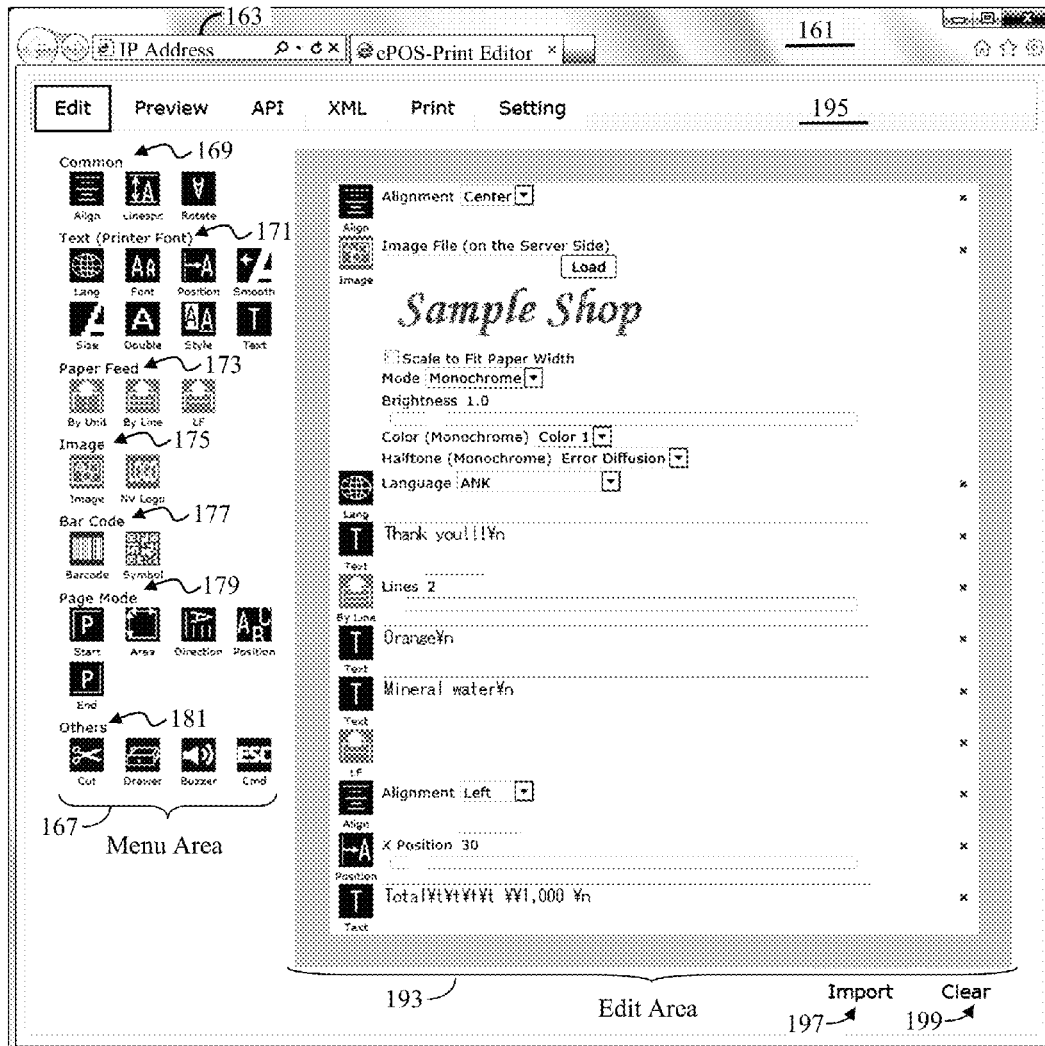 163
161
IP Address
ePOS-Print Editor
Edit Preview API XML Print Setting
195
Common
169
Align Linespc Rotate
Text (Printer Font)
171
Lang Font Position Smooth
Size Double Style Text
Paper Feed
173
By Unit By Line LF
Image
175
Image NV Logo
Bar Code
177
Barcode Symbol
Page Mode
179
Start Area Direction Position
End
Others
181
Cut Drawer Buzzer Cmd
ESC
167
Menu Area
Alignment Center
Align
Image File (on the Server Side)
Load
Image
Sample Shop
Scale to Fit Paper Width
Mode Monochrome
Brightness 1.0
Color (Monochrome) Color 1
Halftone (Monochrome) Error Diffusion
Language ANK
Lang
Thank you!!!¥n
Text
Lines 2
By Line
Orange¥n
Text
Mineral water¥n
Text
LF
Alignment Left
Align
X Position 30
Position
Total¥t¥t¥t¥t ¥¥1,000 ¥n
Text
193
Edit Area
Import Clear
197 199